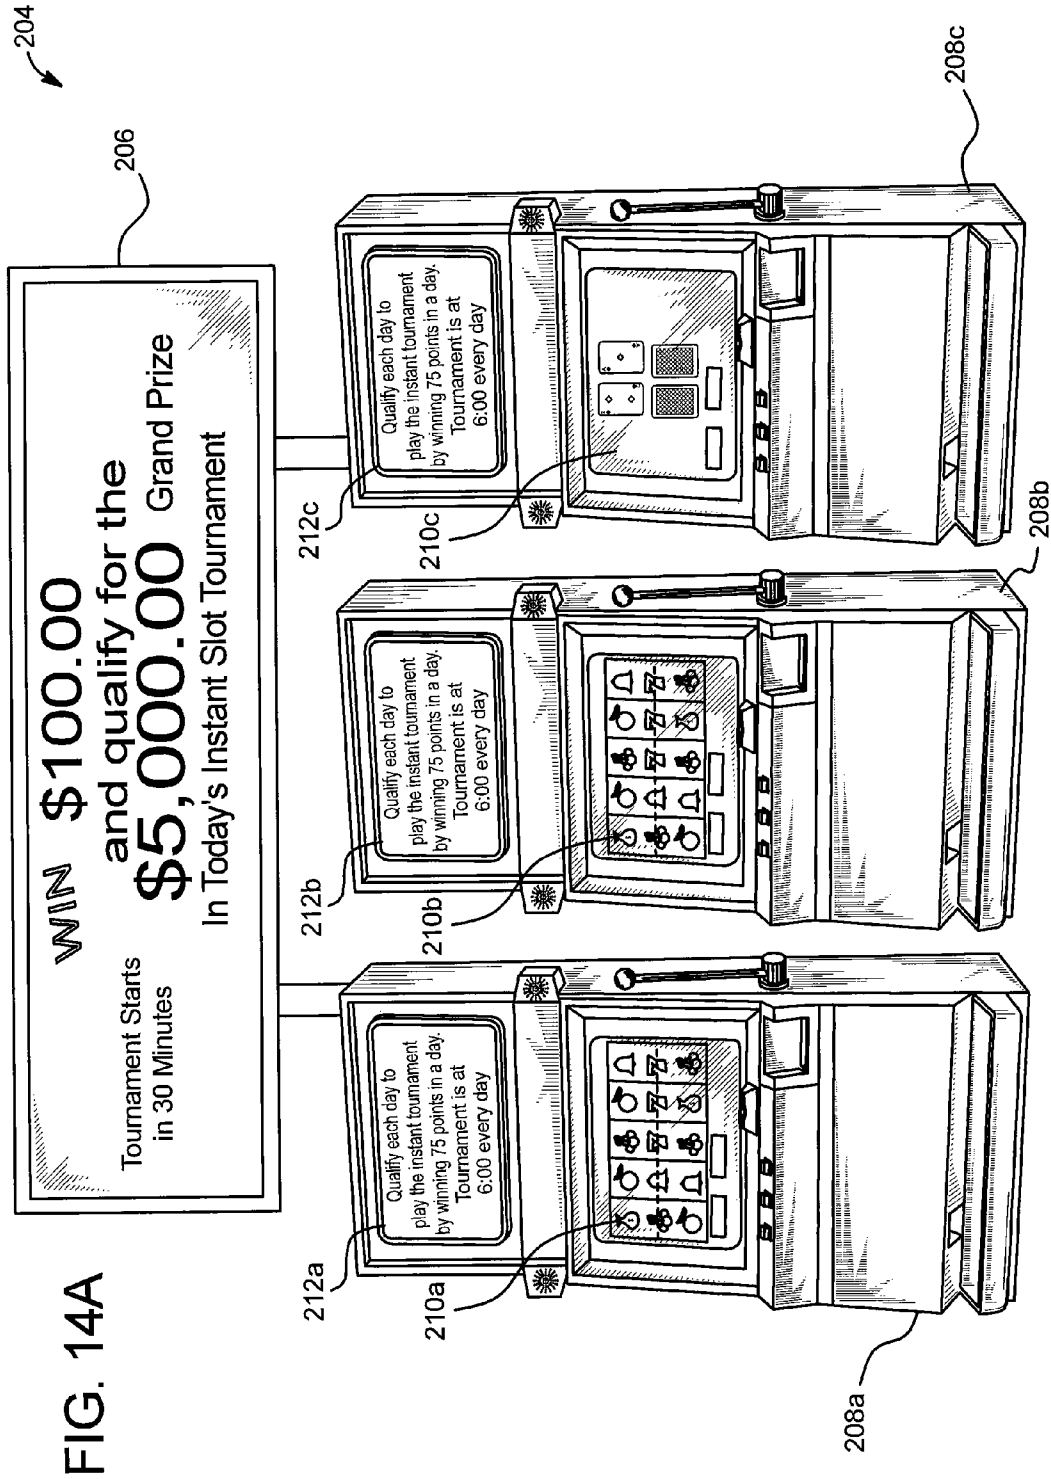 FIG. 14A
204
206
Tournament Starts
in 30 Minutes
WIN $100.00
and qualify for the
$5,000.00 Grand Prize
In Today's Instant Slot Tournament
212a
Qualify each day to
play the instant tournament
by winning 75 points in a day.
Tournament is at
6:00 every day
210a
208a
212b
Qualify each day to
play the instant tournament
by winning 75 points in a day.
Tournament is at
6:00 every day
210b
208b
212c
Qualify each day to
play the instant tournament
by winning 75 points in a day.
Tournament is at
6:00 every day
210c
208c